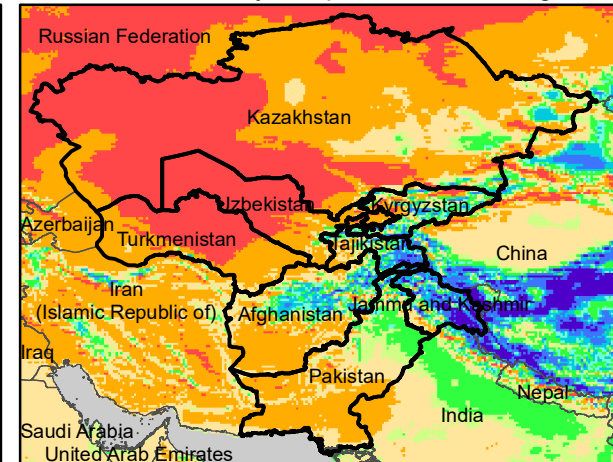 Russian Federation
Kazakhstan
Uzbekistan
Kyrgyzstan
Azerbaijan
Turkmenistan
Tajikistan
China
Iran
(Islamic Republic of)
Afghanistan
Jammu and Kashmir
Iraq
Pakistan
Nepal
India
Saudi Arabia
United Arab Emirates